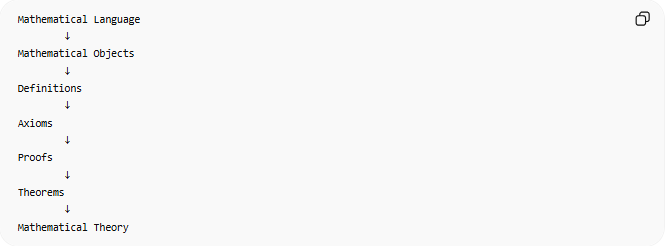 Mathematical Language
↓
Mathematical Objects
↓
Definitions
↓
Axioms
↓
Proofs
↓
Theorems
↓
Mathematical Theory